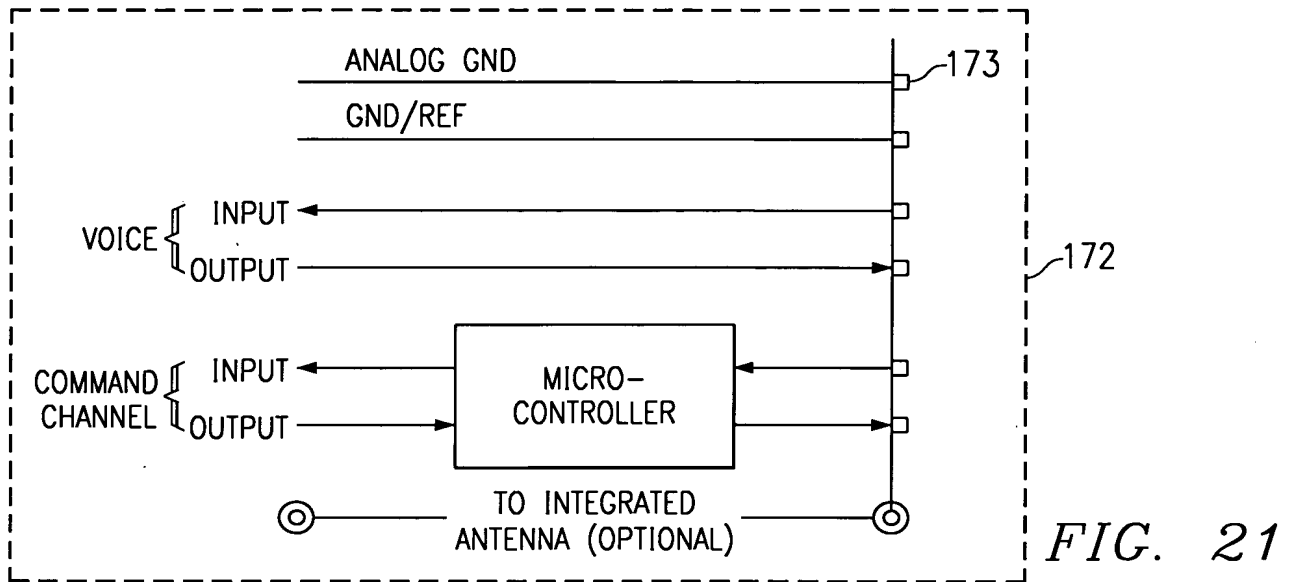 ANALOG GND
173
GND/REF
VOICE
INPUT
OUTPUT
172
COMMAND
CHANNEL
INPUT
OUTPUT
MICRO-
CONTROLLER
TO INTEGRATED
ANTENNA (OPTIONAL)
FIG. 21